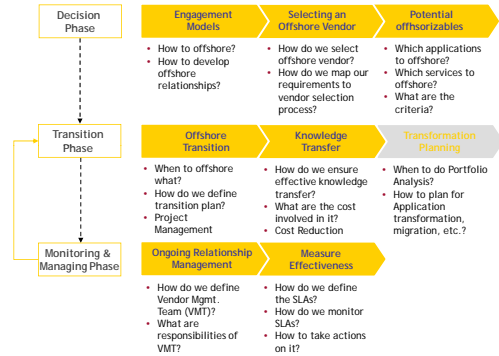 Decision
Phase
Engagement
Models
Selecting an
Offshore Vendor
Potential
offhsorizables
• How to offshore?
• How to develop
offshore
relationships?
• How do we select
offshore vendor?
• How do we map our
requirements to
vendor selection
process?
• Which applications
to offshore?
• Which services to
offshore?
• What are the
criteria?
Transition
Phase
Offshore
Transition
Knowledge
Transfer
Transformation
Planning
• When to offshore
what?
• How do we define
transition plan?
• Project
Management
• How do we ensure
effective knowledge
transfer?
• What are the cost
involved in it?
• Cost Reduction
• When to do Portfolio
Analysis?
• How to plan for
Application
transformation,
migration, etc.?
Monitoring &
Managing Phase
Ongoing Relationship
Management
Measure
Effectiveness
• How do we define
Vendor Mgmt.
Team (VMT)?
• What are
responsibilities of
VMT?
• How do we define
the SLAs?
• How do we monitor
SLAs?
• How to take actions
on it?